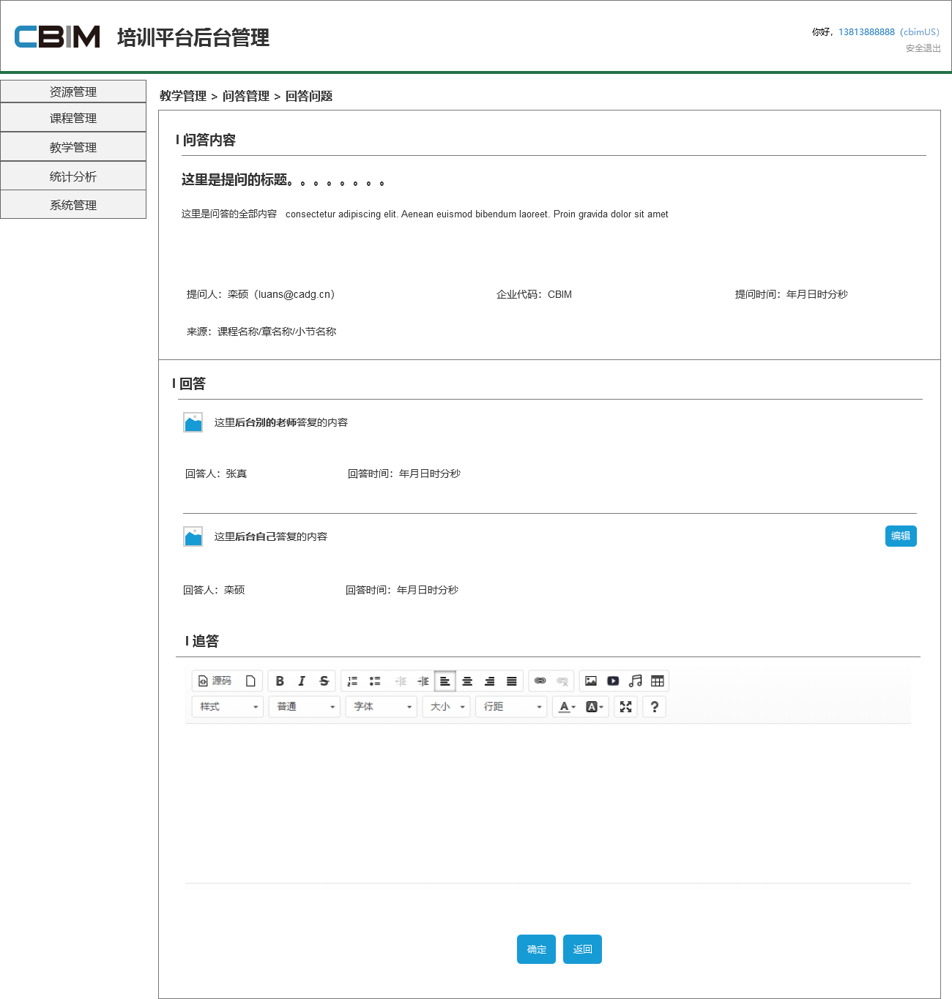 CBIM 培训平台后台管理
你好，13813888888（cbimUS）
安全退出
资源管理
课程管理
教学管理
统计分析
系统管理
教学管理 > 问答管理 > 回答问题
I 问答内容
这里是提问的标题。。。。。。。。
这里是问答的全部内容 consectetur adipiscing elit. Aenean euismod bibendum laoreet. Proin gravida dolor sit amet
提问人：栾硕（luans@cadg.cn） 企业代码：CBIM 提问时间：年月日时分秒
来源：课程名称/章名称/小节名称
I 回答
这里后台别的老师答复的内容
回答人：张真 回答时间：年月日时分秒
这里后台自己答复的内容 编辑
回答人：栾硕 回答时间：年月日时分秒
I 追答
源码 B I S
样式 普通 字体 大小 行距 A A ?
确定 返回